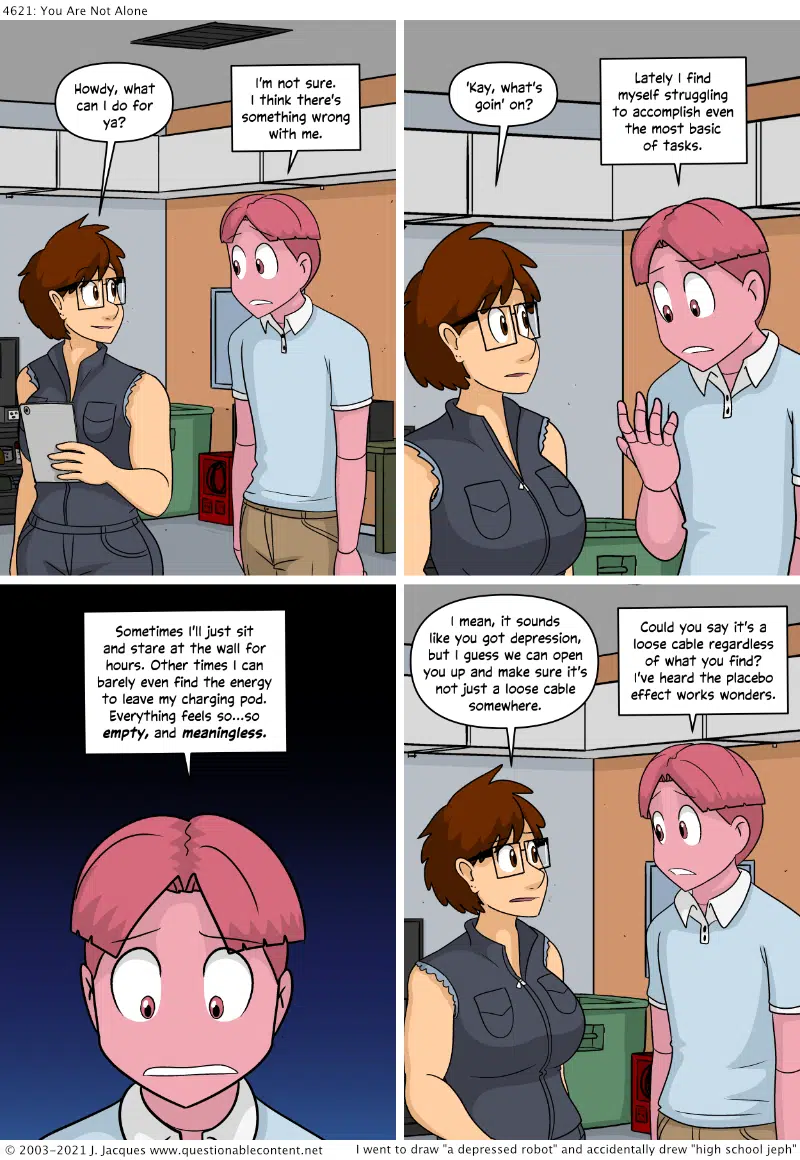 4621: You Are Not Alone
Howdy, what
can I do for
ya?
I'm not sure.
I think there's
something wrong
with me.
'Kay, what's
goin' on?
Lately I find
myself struggling
to accomplish even
the most basic
of tasks.
Sometimes I'll just sit
and stare at the wall for
hours. Other times I can
barely even find the energy
to leave my charging pod.
Everything feels so...so
empty, and meaningless.
I mean, it sounds
like you got depression,
but I guess we can open
you up and make sure it's
not just a loose cable
somewhere.
Could you say it's a
loose cable regardless
of what you find?
I've heard the placebo
effect works wonders.
© 2003-2021 J. Jacques www.questionablecontent.net
I went to draw "a depressed robot" and accidentally drew "high school jeph"